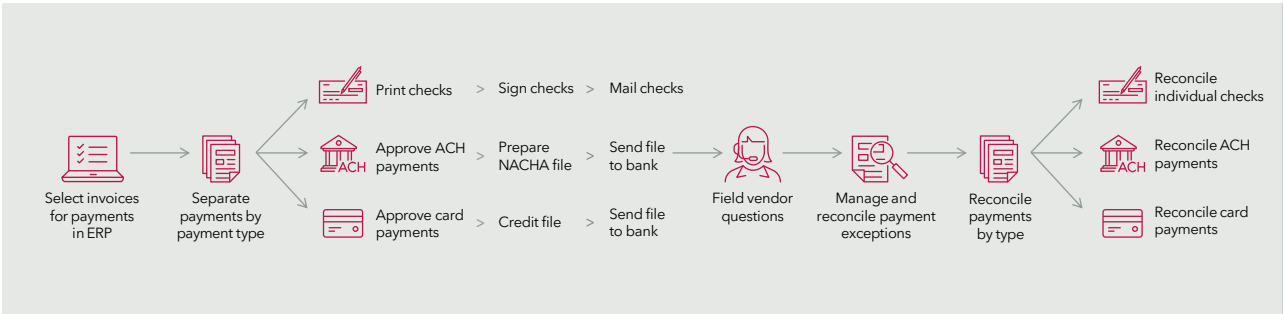 Select invoices
for payments
in ERP
Separate
payments by
payment type
Print checks > Sign checks > Mail checks
ACH
Approve ACH
payments
>
Prepare
NACHA file
>
Send file
to bank
Approve card
payments
>
Credit file
>
Send file
to bank
Field vendor
questions
Manage and
reconcile payment
exceptions
Reconcile
payments
by type
Reconcile
individual checks
ACH
Reconcile ACH
payments
Reconcile card
payments